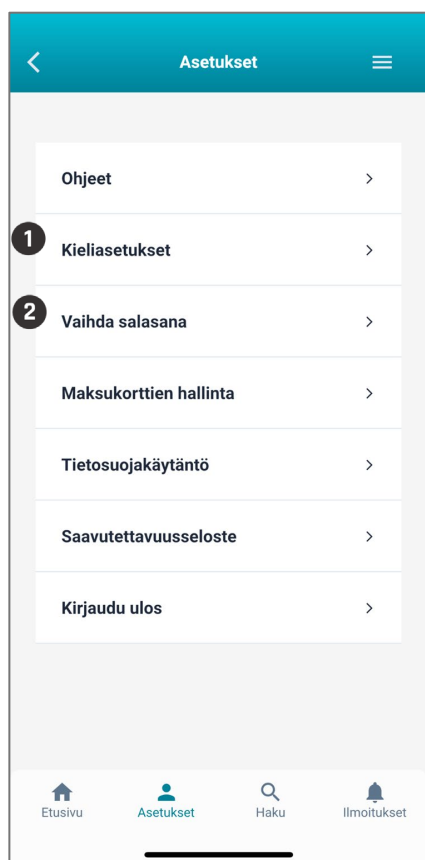 Asetukset
Ohjeet
1 Kieliasetukset
2 Vaihda salasana
Maksukorttien hallinta
Tietosuojakäytäntö
Saavutettavuusseloste
Kirjaudu ulos
Etusivu Asetukset Haku Ilmoitukset